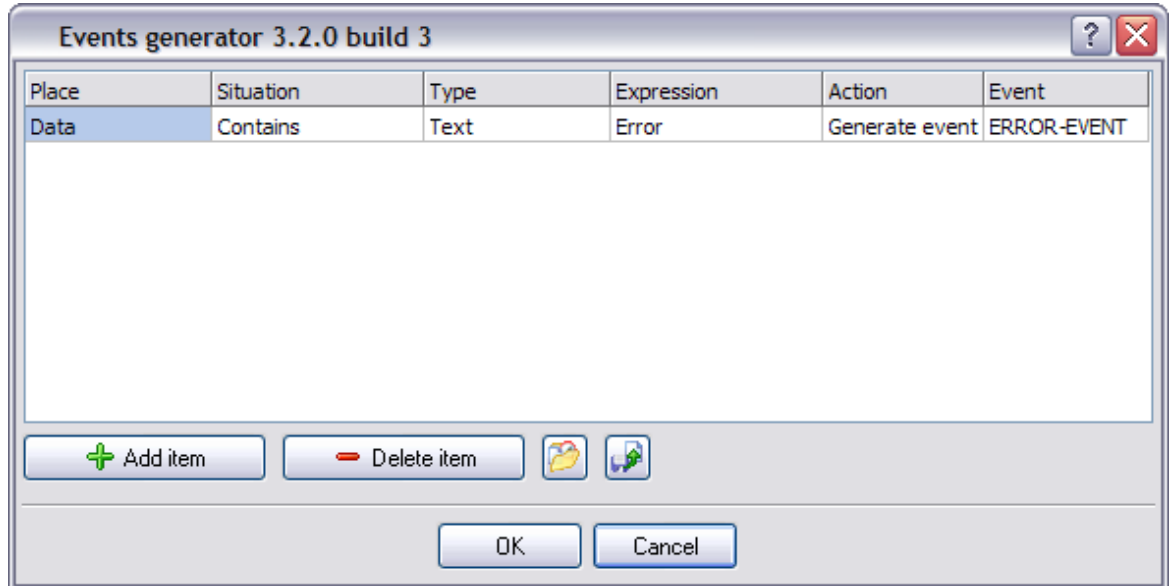 Events generator 3.2.0 build 3 ?
Place Situation Type Expression Action Event
Data Contains Text Error Generate event ERROR-EVENT
Add item Delete item
OK Cancel